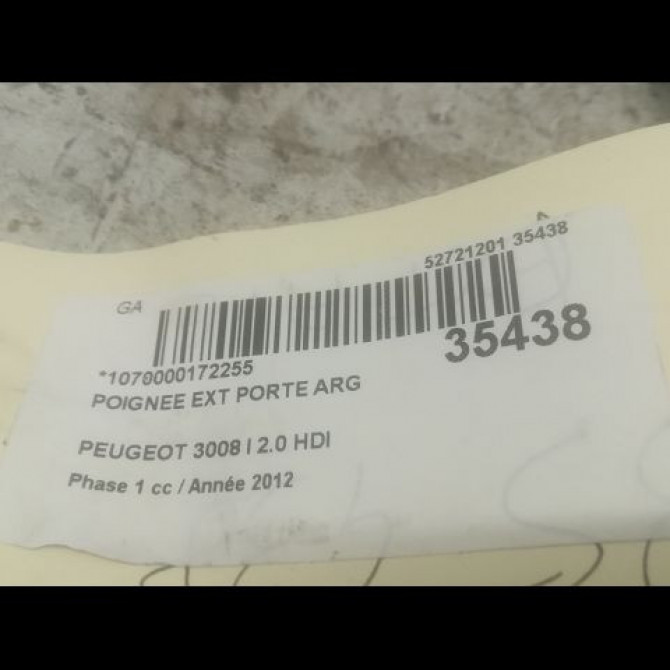 52721201 35438
GA
*1070000172255
35438
POIGNEE EXT PORTE ARG
PEUGEOT 3008 I 2.0 HDI
Phase 1 cc / Année 2012